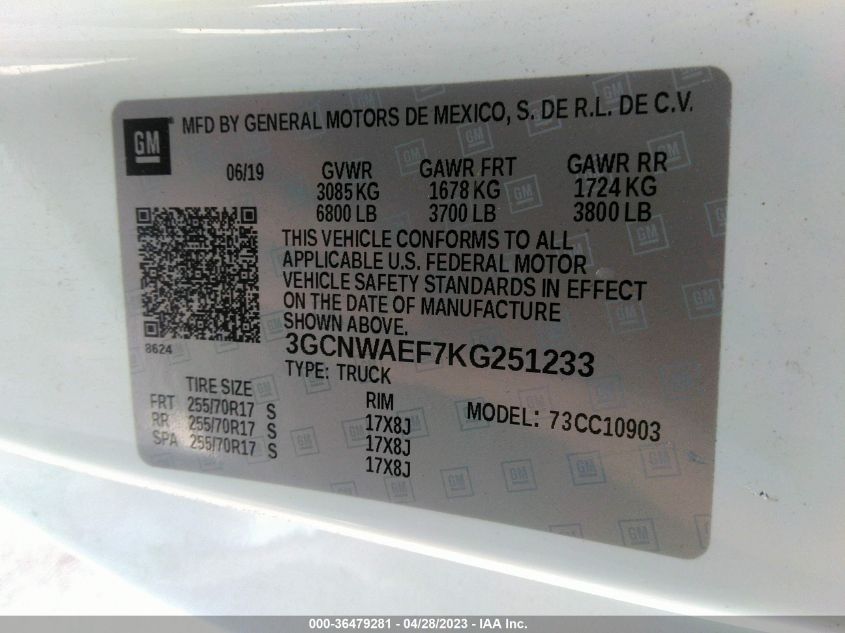 GM
MFD BY GENERAL MOTORS DE MEXICO, S. DE R.L. DE C.V.
06/19 GVWR GAWR FRT GAWR RR
3085 KG 1678 KG 1724 KG
6800 LB 3700 LB 3800 LB
THIS VEHICLE CONFORMS TO ALL
APPLICABLE U.S. FEDERAL MOTOR
VEHICLE SAFETY STANDARDS IN EFFECT
ON THE DATE OF MANUFACTURE
SHOWN ABOVE.
8624
3GCNWAEF7KG251233
TYPE: TRUCK
TIRE SIZE RIM MODEL: 73CC10903
FRT 255/70R17 S 17X8J
RR 255/70R17 S 17X8J
SPA 255/70R17 S 17X8J
000-36479281 - 04/28/2023 - IAA Inc.